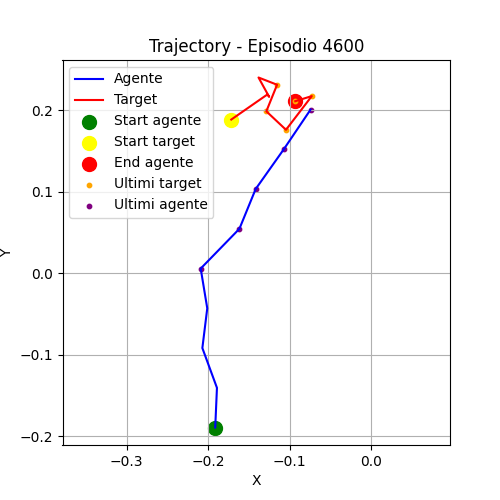 Trajectory - Episodio 4600
Agente
Target
Start agente
Start target
End agente
Ultimi target
Ultimi agente
0.2
0.1
0.0
−0.1
−0.2
Y
−0.3
−0.2
−0.1
0.0
X